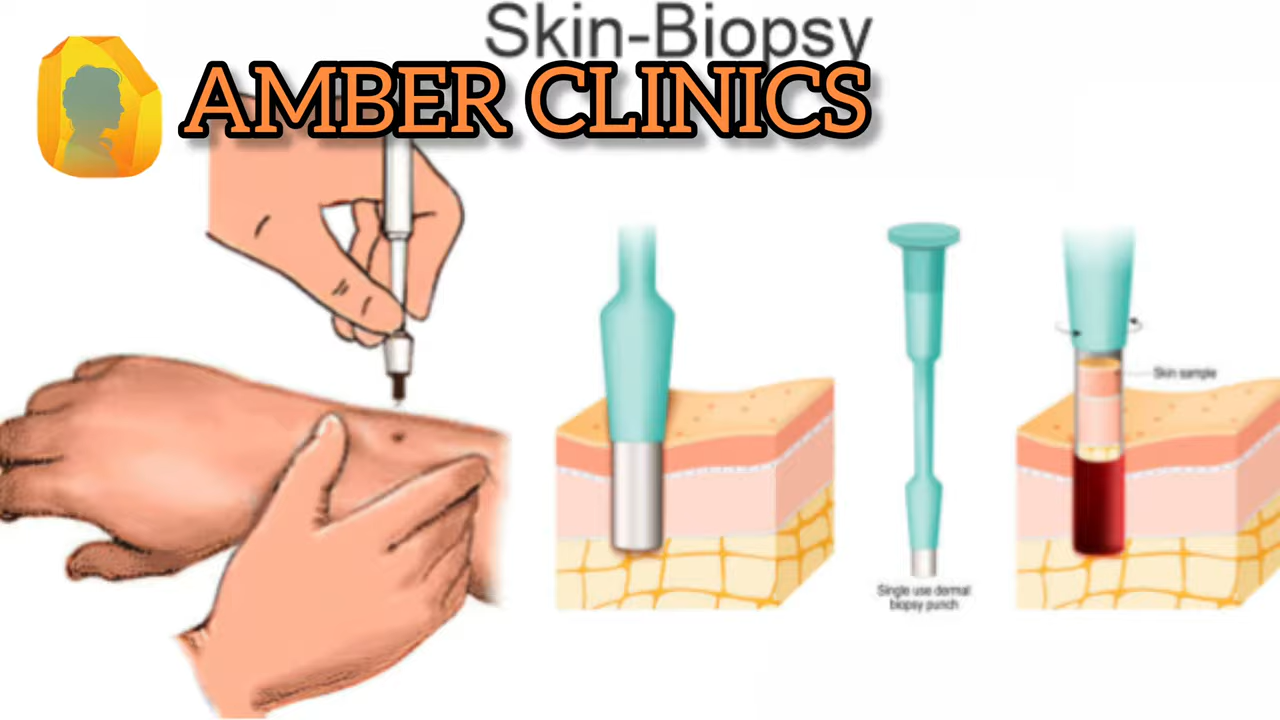 Skin-Biopsy
AMBER CLINICS
Skin sample
Single use dermal
biopsy punch